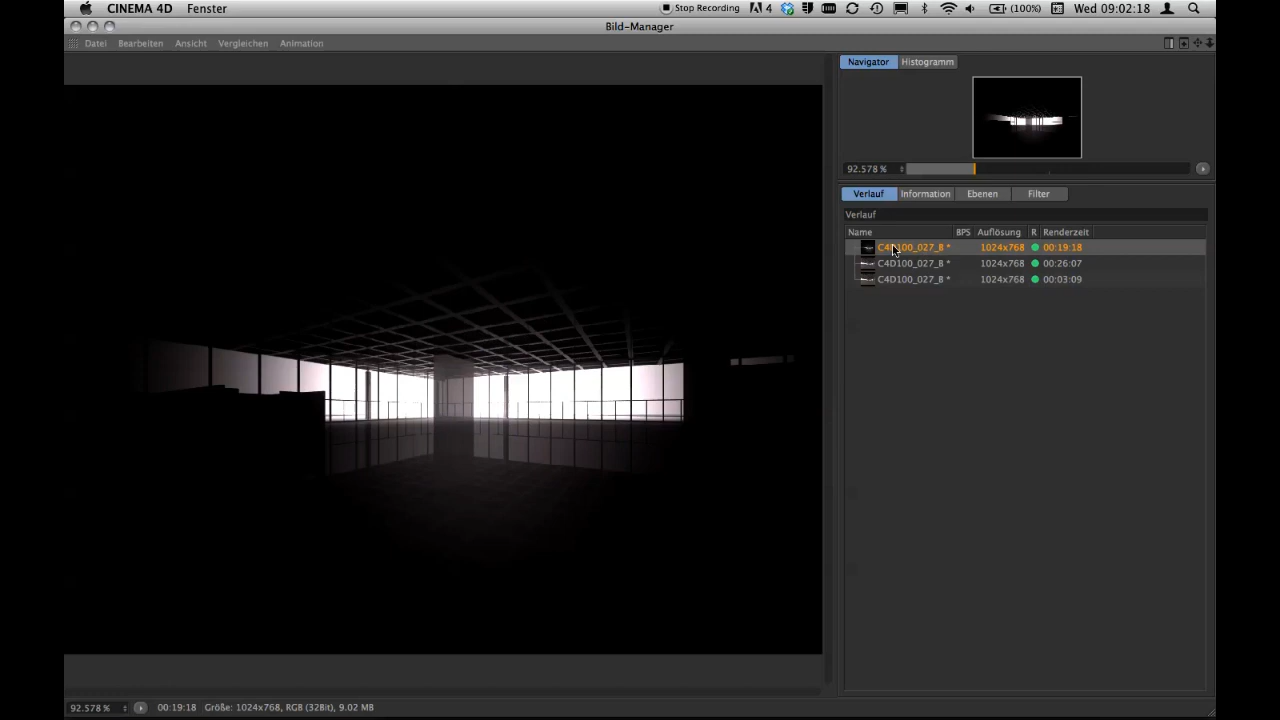 CINEMA 4D Fenster Stop Recording 4 (100%) Wed 09:02:18
Bild-Manager
Datei Bearbeiten Ansicht Vergleichen Animation
Navigator Histogramm
92.578 %
Verlauf Information Ebenen Filter
Verlauf
Name BPS Auflösung R Renderzeit
C4D100_027_B * 1024x768 00:19:18
C4D100_027_B * 1024x768 00:26:07
C4D100_027_B * 1024x768 00:03:09
92.578 % 00:19:18 Größe: 1024x768, RGB (32Bit), 9.02 MB